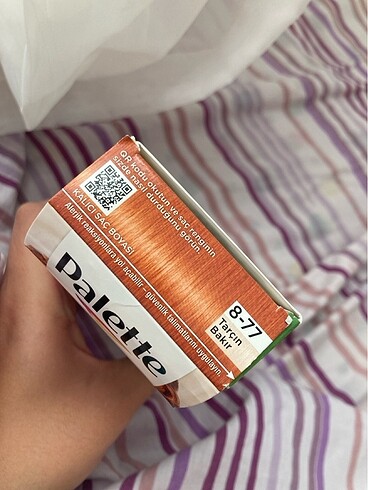 QR kodu okutun ve saç renginin
sizde nasıl durduğunu görün.
KALICI SAÇ BOYASI
Alerjik reaksiyonlara yol açabilir – güvenlik talimatlarını uygulayın.
Palette
8-77
Tarçın
Bakır